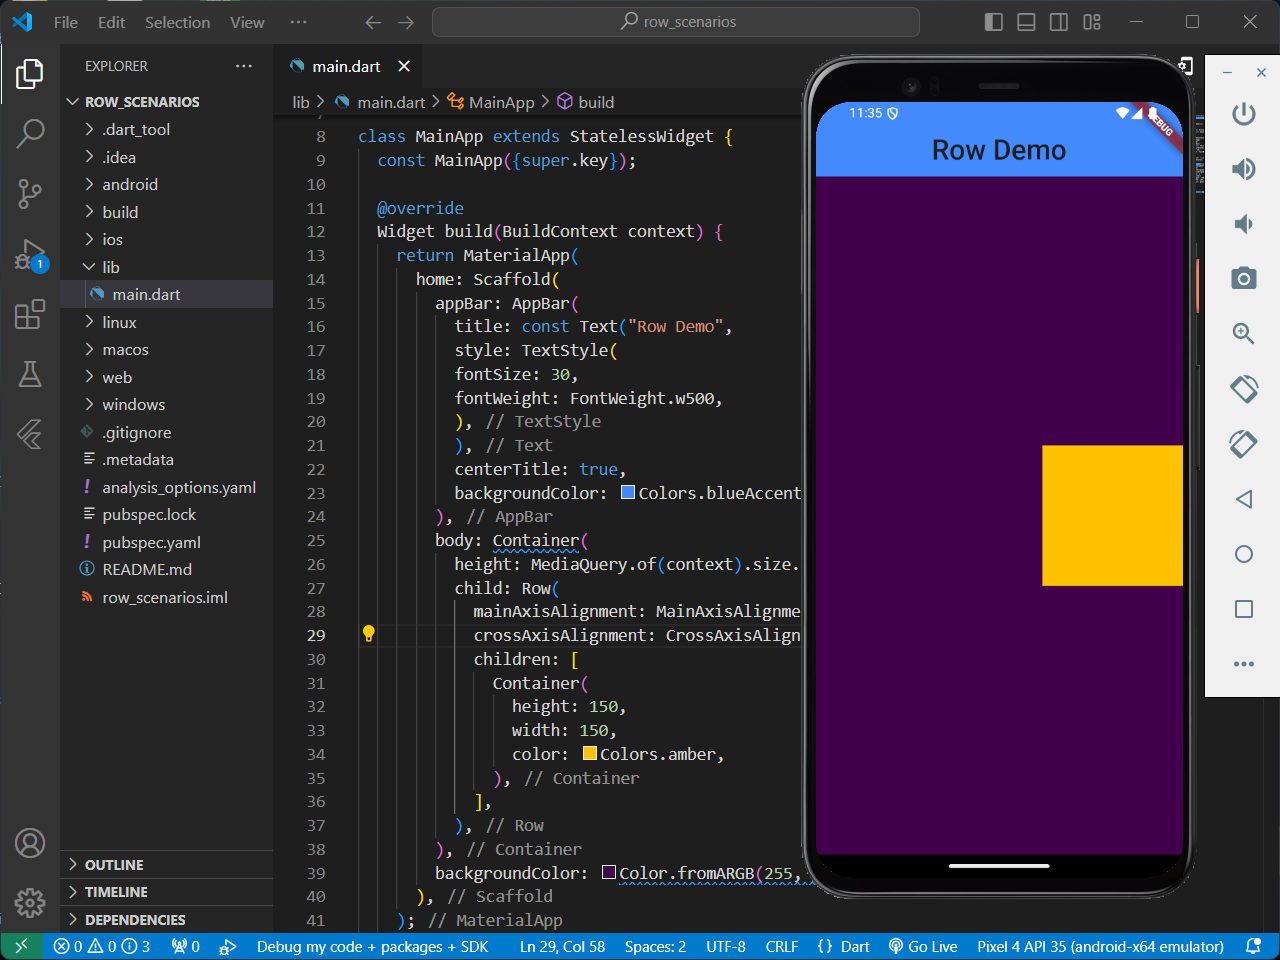 File Edit Selection View ··· row_scenarios
EXPLORER ···
ROW_SCENARIOS
.dart_tool
.idea
android
build
ios
lib
main.dart
linux
macos
web
windows
.gitignore
.metadata
! analysis_options.yaml
pubspec.lock
! pubspec.yaml
README.md
row_scenarios.iml
OUTLINE
TIMELINE
DEPENDENCIES
1
main.dart
lib > main.dart > MainApp > build
8 class MainApp extends StatelessWidget {
9 const MainApp({super.key});
10
11 @override
12 Widget build(BuildContext context) {
13 return MaterialApp(
14 home: Scaffold(
15 appBar: AppBar(
16 title: const Text("Row Demo",
17 style: TextStyle(
18 fontSize: 30,
19 fontWeight: FontWeight.w500,
20 ), // TextStyle
21 ), // Text
22 centerTitle: true,
23 backgroundColor: Colors.blueAccent
24 ), // AppBar
25 body: Container(
26 height: MediaQuery.of(context).size.
27 child: Row(
28 mainAxisAlignment: MainAxisAlignme
29 crossAxisAlignment: CrossAxisAlign
30 children: [
31 Container(
32 height: 150,
33 width: 150,
34 color: Colors.amber,
35 ), // Container
36 ],
37 ), // Row
38 ), // Container
39 backgroundColor: Color.fromARGB(255,
40 ), // Scaffold
41 ); // MaterialApp
11:35
DEBUG
Row Demo
0 0 3 0 Debug my code + packages + SDK Ln 29, Col 58 Spaces: 2 UTF-8 CRLF {} Dart Go Live Pixel 4 API 35 (android-x64 emulator)